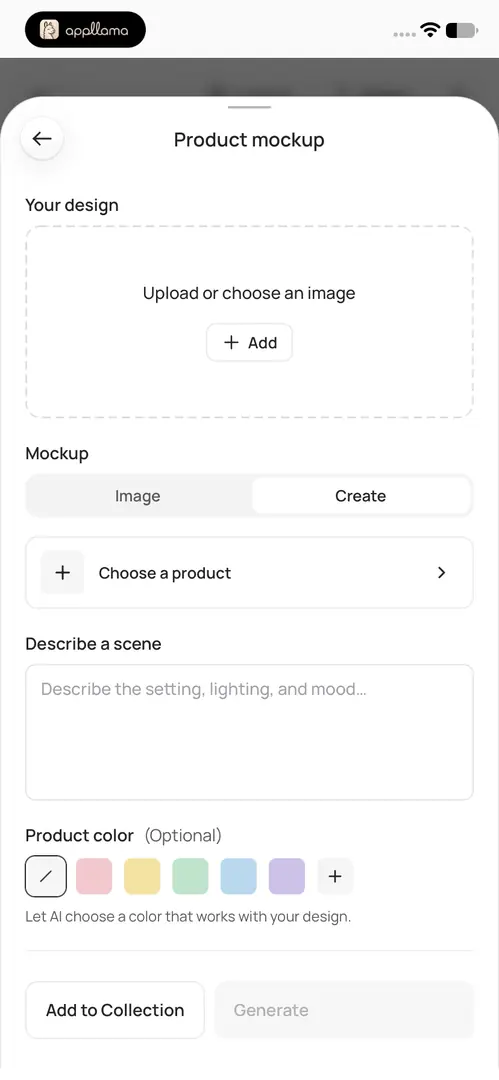 appllama
Product mockup
Your design
Upload or choose an image
Add
Mockup
Image
Create
Choose a product
Describe a scene
Describe the setting, lighting, and mood…
Product color (Optional)
Let AI choose a color that works with your design.
Add to Collection
Generate